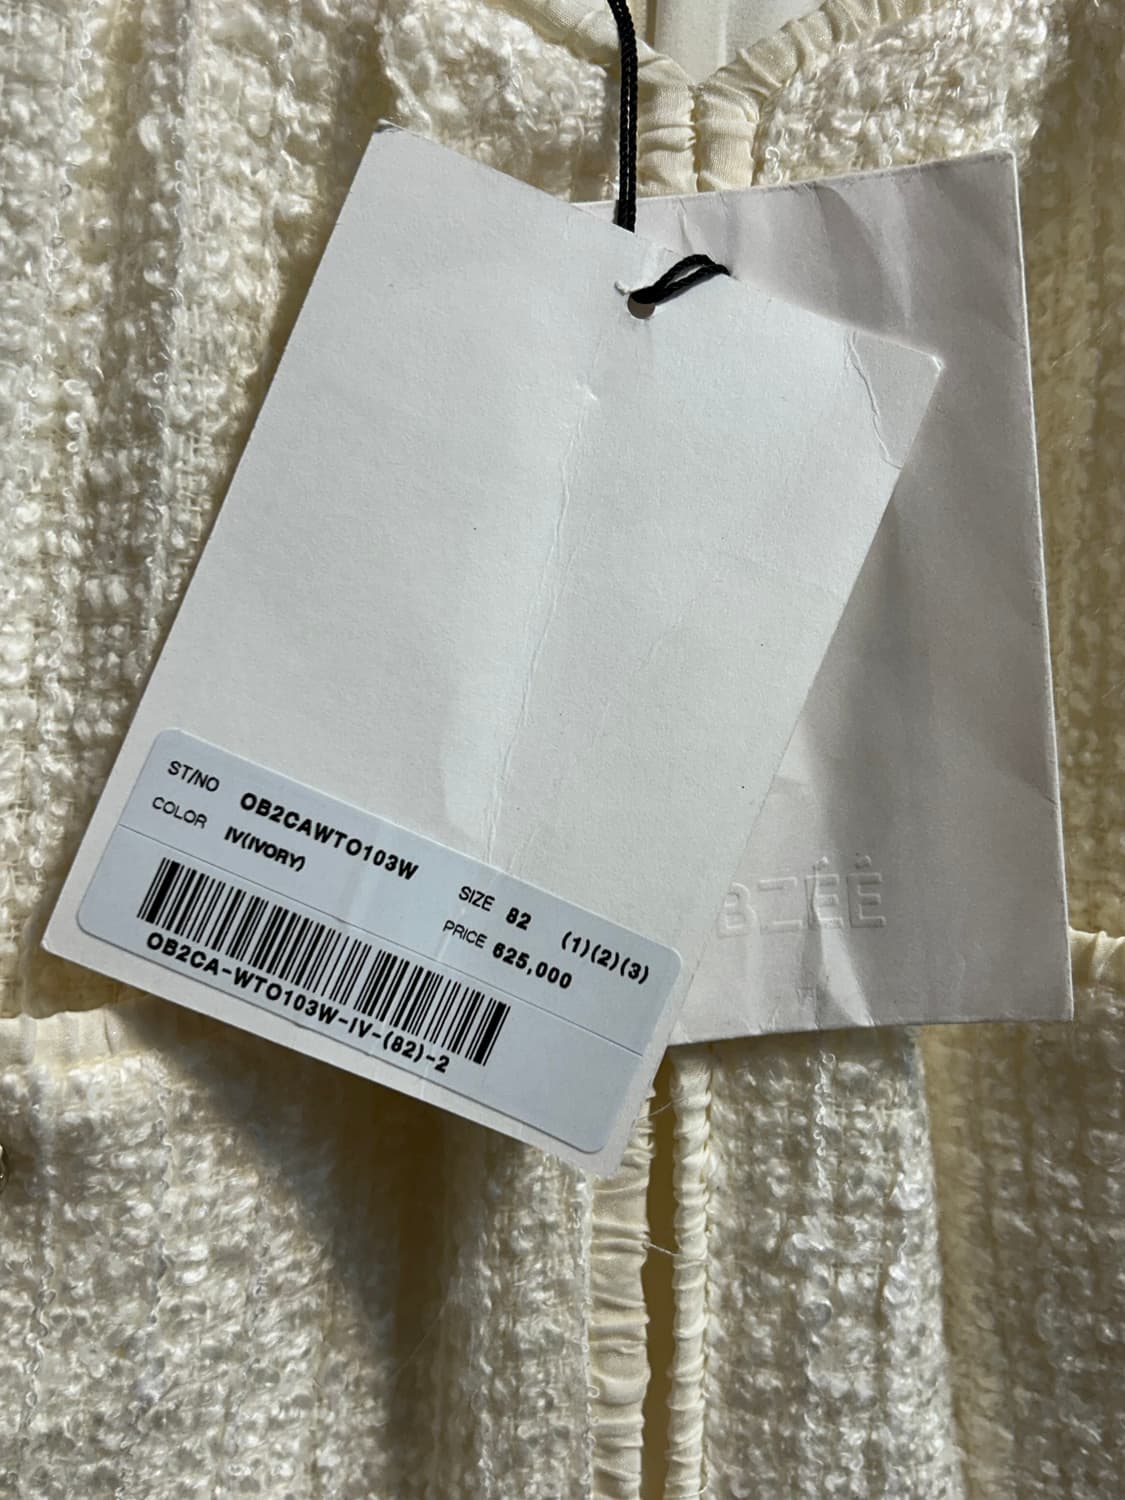 ST/NO OB2CAWTO103W
COLOR IV(IVORY)
SIZE 82 (1)(2)(3)
PRICE 625,000
OB2CA-WTO103W-IV-(82)-2